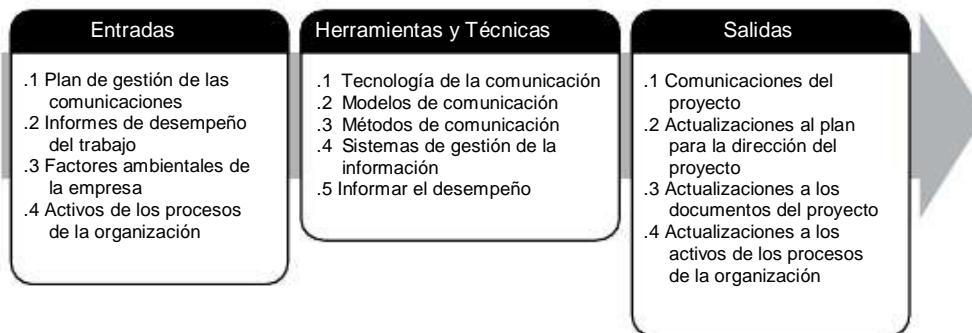 Entradas
.1 Plan de gestión de las
comunicaciones
.2 Informes de desempeño
del trabajo
.3 Factores ambientales de
la empresa
.4 Activos de los procesos
de la organización
Herramientas y Técnicas
.1 Tecnología de la comunicación
.2 Modelos de comunicación
.3 Métodos de comunicación
.4 Sistemas de gestión de la
información
.5 Informar el desempeño
Salidas
.1 Comunicaciones del
proyecto
.2 Actualizaciones al plan
para la dirección del
proyecto
.3 Actualizaciones a los
documentos del proyecto
.4 Actualizaciones a los
activos de los procesos
de la organización